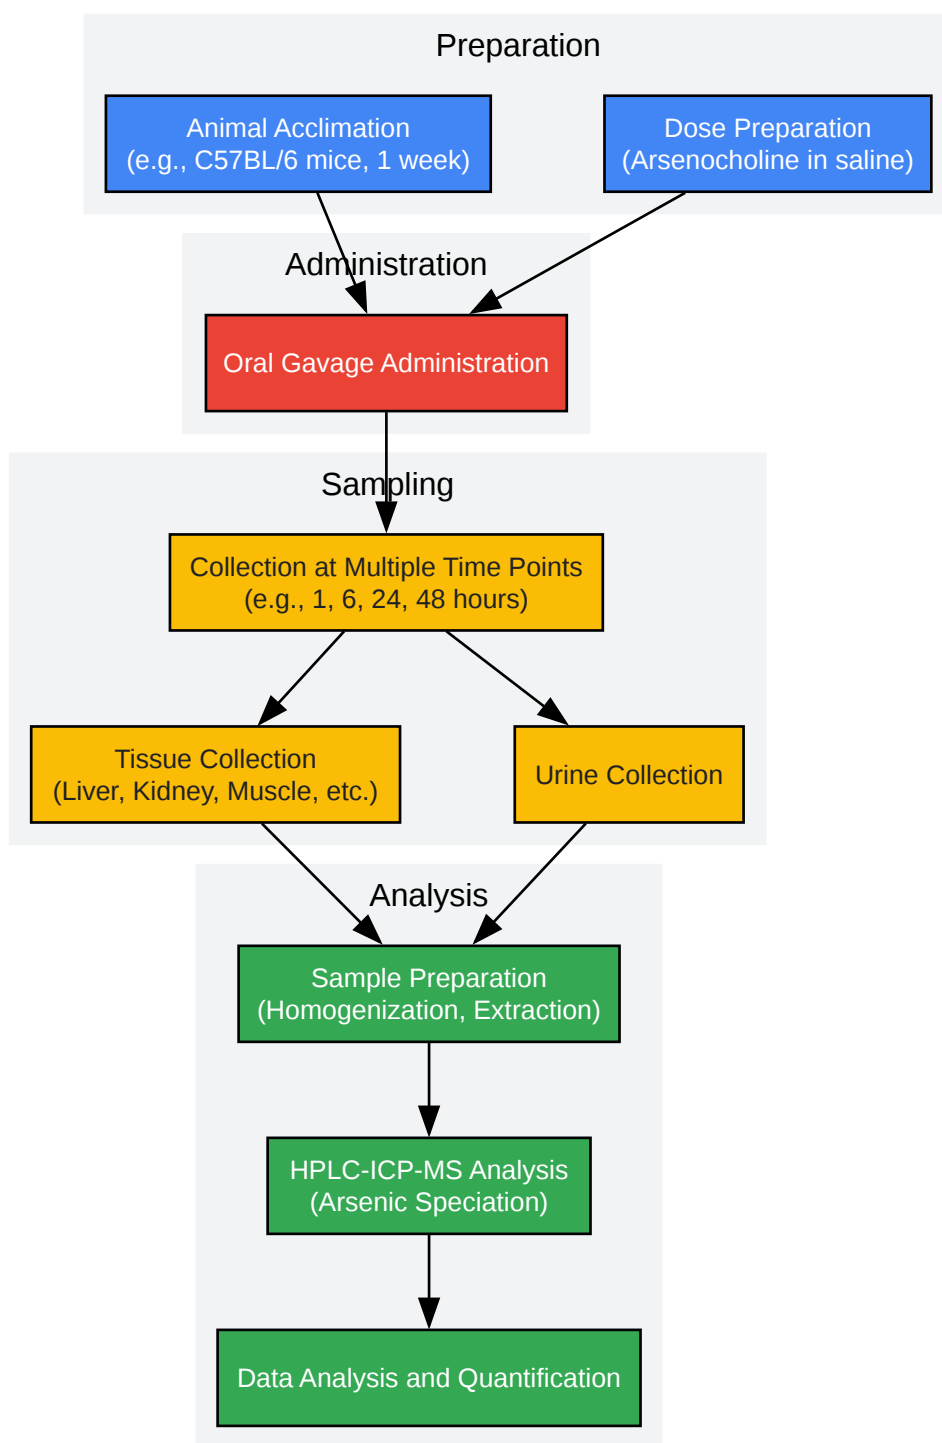 Preparation
Animal Acclimation
(e.g., C57BL/6 mice, 1 week)
Dose Preparation
(Arsenocholine in saline)
Administration
Oral Gavage Administration
Sampling
Collection at Multiple Time Points
(e.g., 1, 6, 24, 48 hours)
Tissue Collection
(Liver, Kidney, Muscle, etc.)
Urine Collection
Analysis
Sample Preparation
(Homogenization, Extraction)
HPLC-ICP-MS Analysis
(Arsenic Speciation)
Data Analysis and Quantification